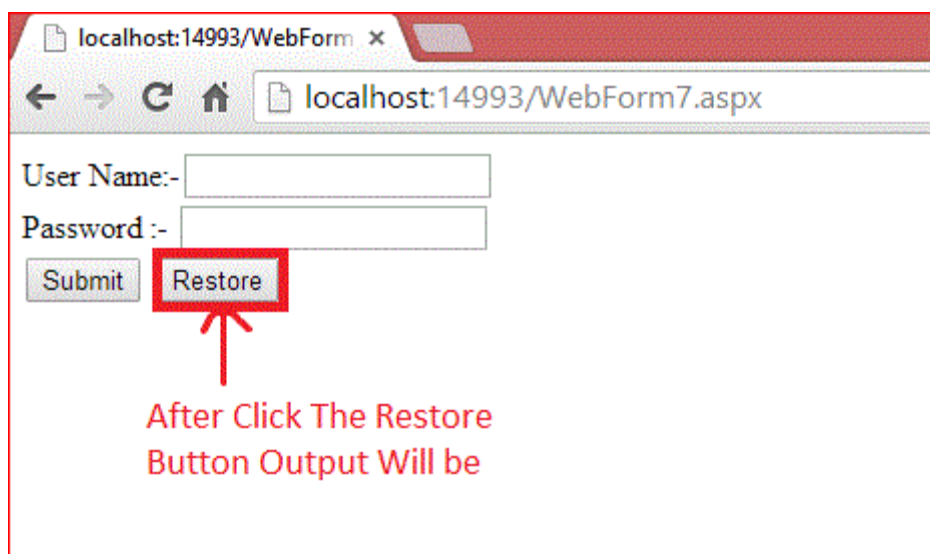 localhost:14993/WebForm
localhost:14993/WebForm7.aspx
User Name:-
Password :-
Submit Restore
After Click The Restore
Button Output Will be